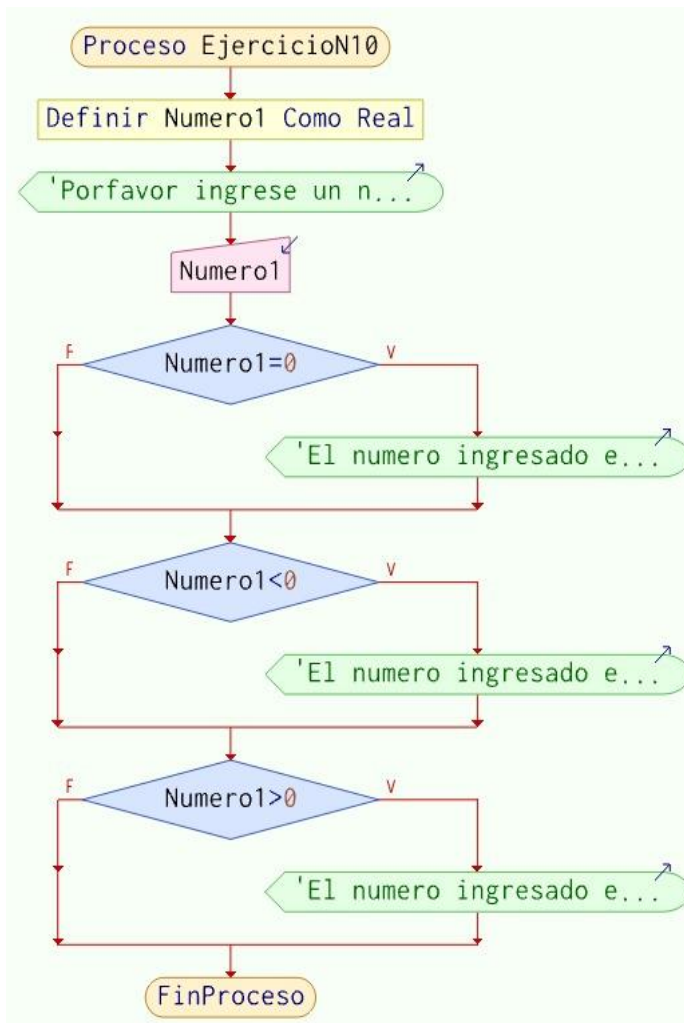 Proceso EjercicioN10
Definir Numero1 Como Real
'Porfavor ingrese un n...
Numero1
F
Numero1=0
V
'El numero ingresado e...
F
Numero1<0
V
'El numero ingresado e...
F
Numero1>0
V
'El numero ingresado e...
FinProceso